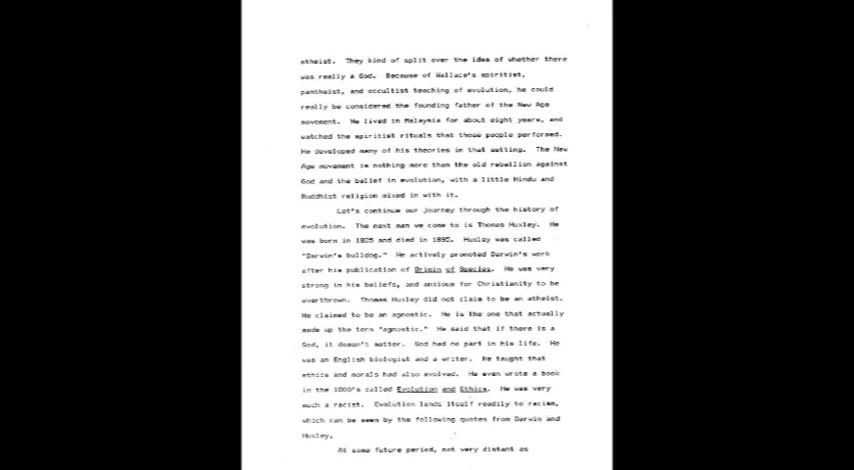 atheist.  They kind of split over the idea of whether there
was really a God.  Because of Wallace's spiritist,
pantheist, and occultist teaching of evolution, he could
really be considered the founding father of the New Age
movement.  He lived in Malaysia for about eight years, and
watched the spiritist rituals that those people performed.
He developed many of his theories in that setting.  The New
Age movement is nothing more than the old rebellion against
God and the belief in evolution, with a little Hindu and
Buddhist religion mixed in with it.
Let's continue our journey through the history of
evolution.  The next man we come to is Thomas Huxley.  He
was born in 1825 and died in 1895.  Huxley was called
"Darwin's bulldog."  He actively promoted Darwin's work
after his publication of Origin of Species.  He was very
strong in his beliefs, and anxious for Christianity to be
overthrown.  Thomas Huxley did not claim to be an atheist.
He claimed to be an agnostic.  He is the one that actually
made up the term "agnostic."  He said that if there is a
God, it doesn't matter.  God had no part in his life.  He
was an English biologist and a writer.  He taught that
ethics and morals had also evolved.  He even wrote a book
in the 1800's called Evolution and Ethics.  He was very
much a racist.  Evolution lends itself readily to racism,
which can be seen by the following quotes from Darwin and
Huxley,
At some future period, not very distant as